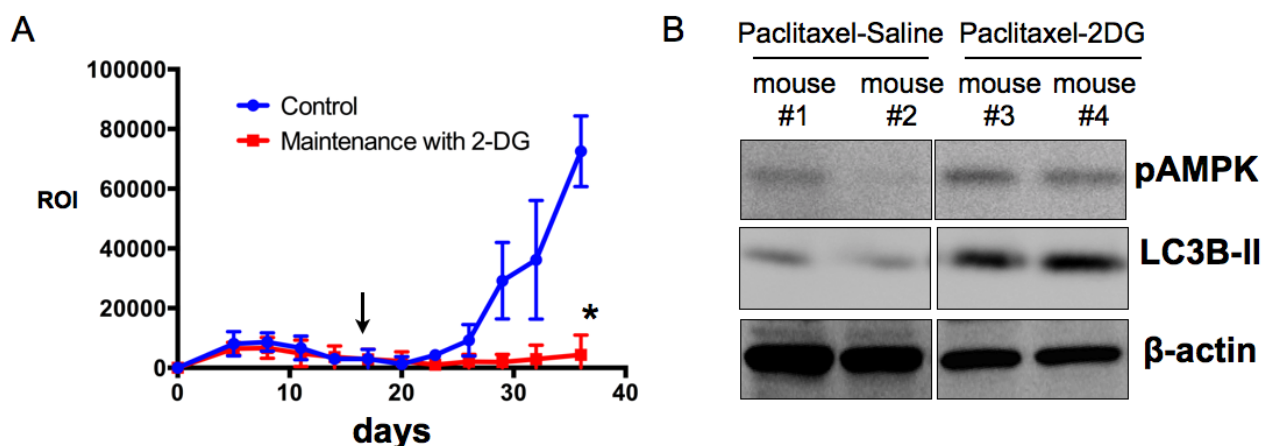 A
100000
80000
60000
40000
20000
0
ROI
Control
Maintenance with 2-DG
*
0 10 20 30 40
days
B
Paclitaxel-Saline Paclitaxel-2DG
mouse mouse mouse mouse
#1 #2 #3 #4
pAMPK
LC3B-II
β-actin